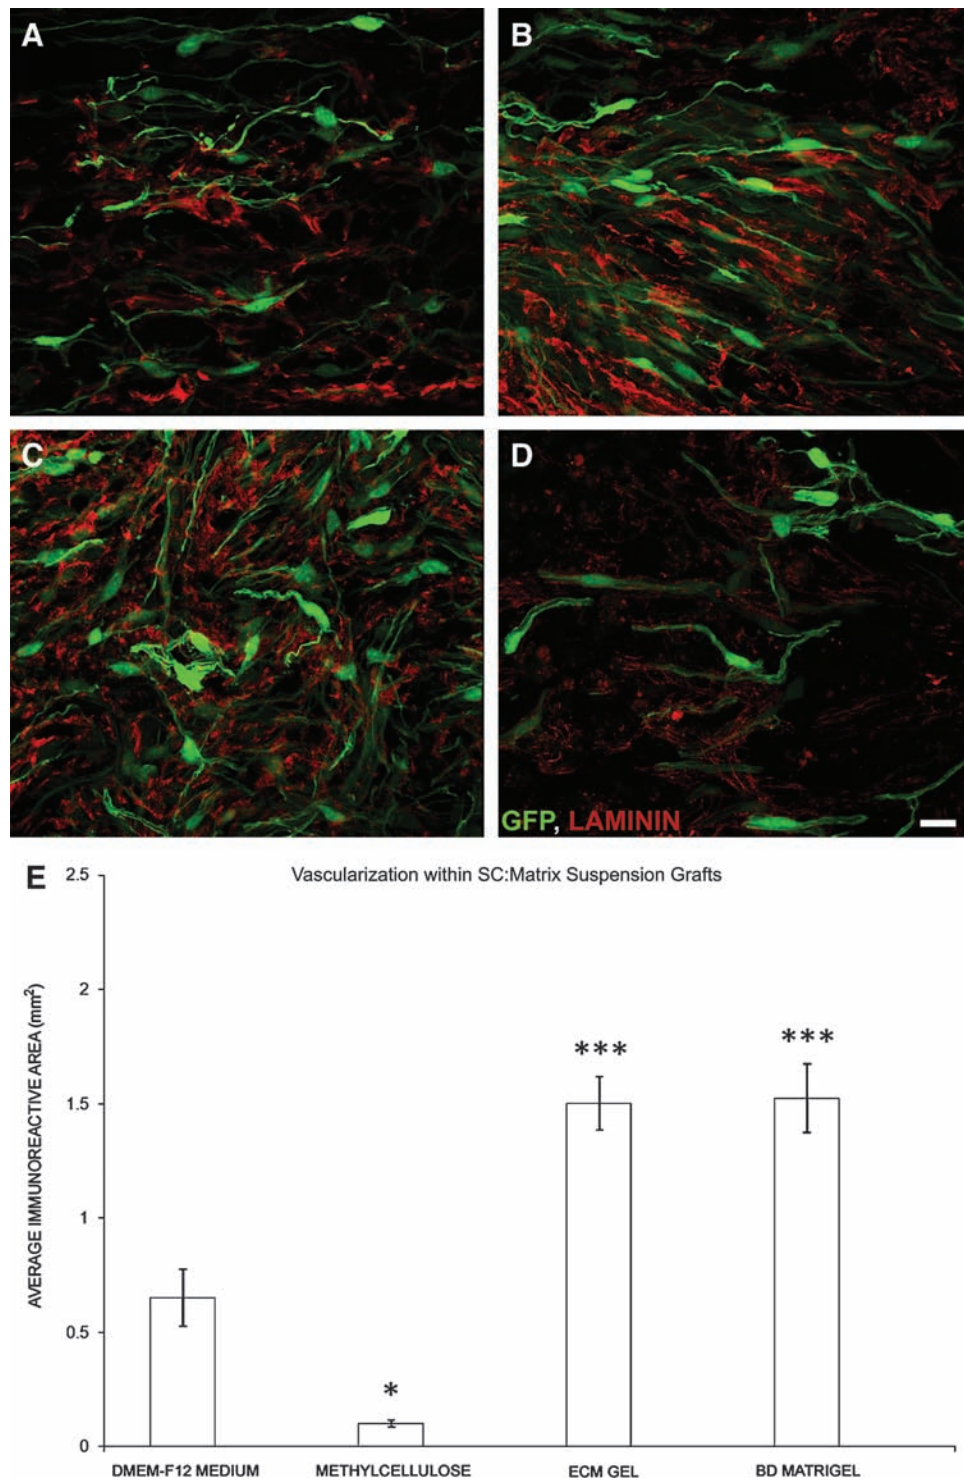 A
B
C
D
GFP, LAMININ
E
Vascularization within SC:Matrix Suspension Grafts
AVERAGE IMMUNOREACTIVE AREA (mm²)
2.5
2
1.5
1
0.5
0
*
***
***
DMEM-F12 MEDIUM
METHYLCELLULOSE
ECM GEL
BD MATRIGEL